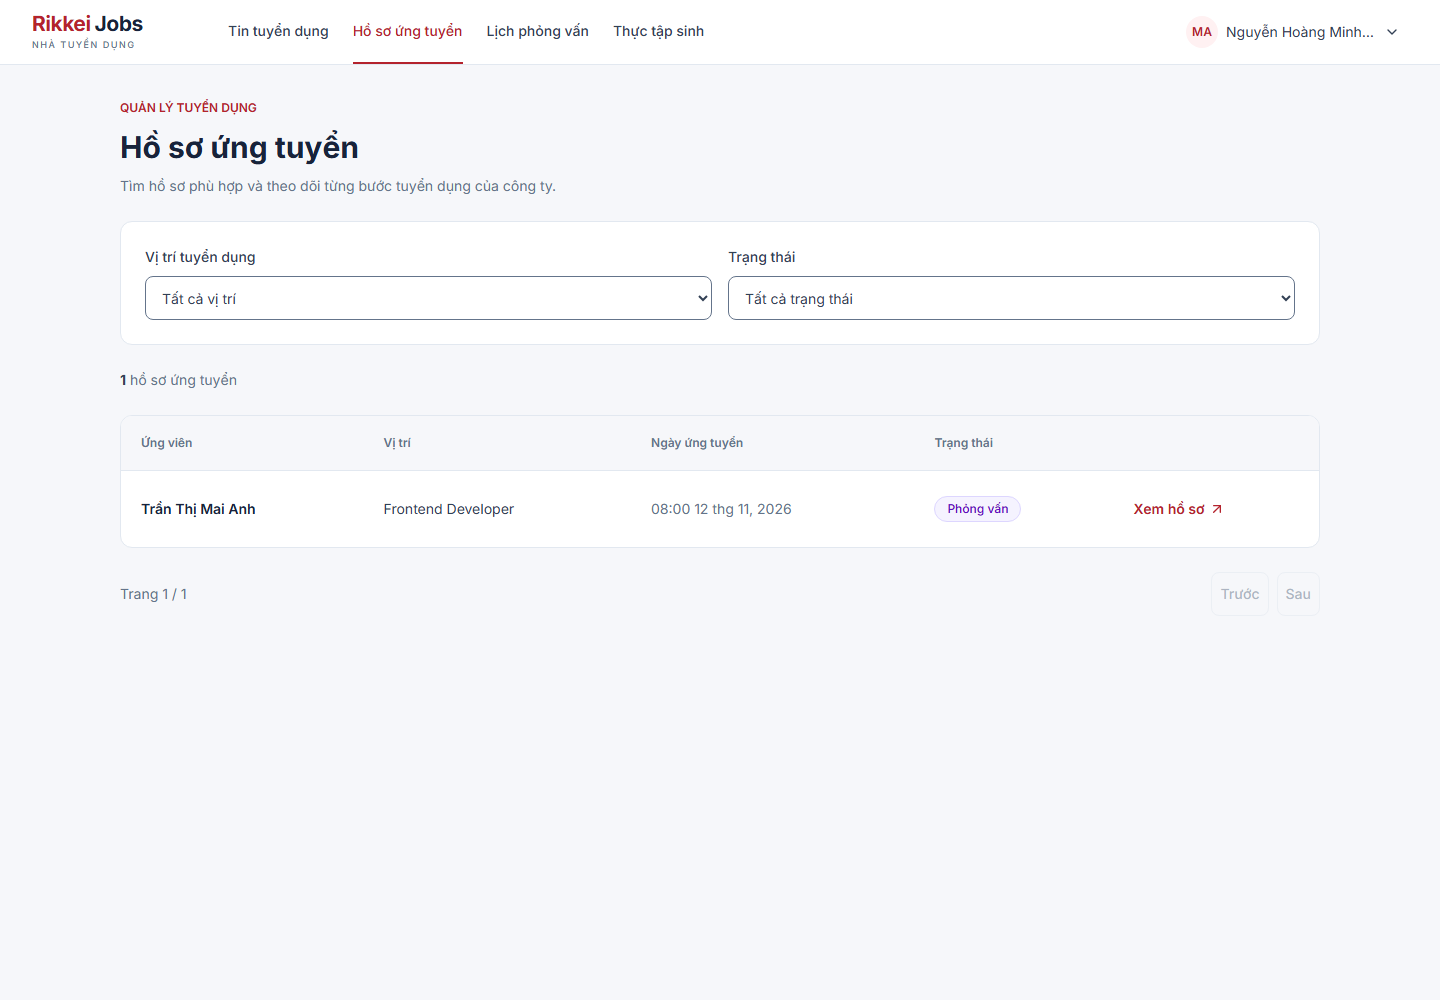 Rikkei Jobs
NHÀ TUYỂN DỤNG
Tin tuyển dụng
Hồ sơ ứng tuyển
Lịch phỏng vấn
Thực tập sinh
MA
Nguyễn Hoàng Minh...
QUẢN LÝ TUYỂN DỤNG
Hồ sơ ứng tuyển
Tìm hồ sơ phù hợp và theo dõi từng bước tuyển dụng của công ty.
Vị trí tuyển dụng
Trạng thái
Tất cả vị trí
Tất cả trạng thái
1 hồ sơ ứng tuyển
Ứng viên Vị trí Ngày ứng tuyển Trạng thái
Trần Thị Mai Anh Frontend Developer 08:00 12 thg 11, 2026 Phỏng vấn Xem hồ sơ
Trang 1 / 1
Trước
Sau